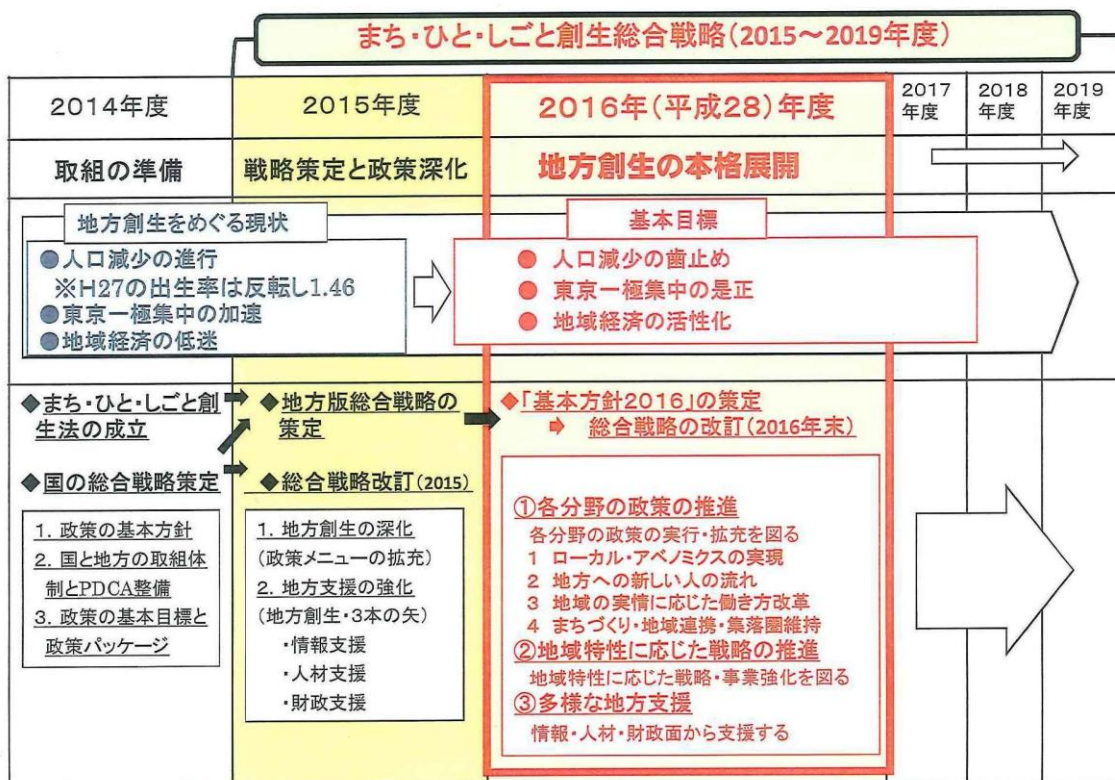 まち・ひと・しごと創生総合戦略(2015～2019年度)
2014年度
2015年度
2016年(平成28)年度
2017
年度
2018
年度
2019
年度
取組の準備
戦略策定と政策深化
地方創生の本格展開
地方創生をめぐる現状
●人口減少の進行
※H27の出生率は反転し1.46
●東京一極集中の加速
●地域経済の低迷
基本目標
● 人口減少の歯止め
● 東京一極集中の是正
● 地域経済の活性化
◆まち・ひと・しごと創
生法の成立
◆国の総合戦略策定
1. 政策の基本方針
2. 国と地方の取組体
制とPDCA整備
3. 政策の基本目標と
政策パッケージ
◆地方版総合戦略の
策定
◆総合戦略改訂(2015)
1. 地方創生の深化
(政策メニューの拡充)
2. 地方支援の強化
(地方創生・3本の矢)
・情報支援
・人材支援
・財政支援
◆「基本方針2016」の策定
総合戦略の改訂(2016年末)
①各分野の政策の推進
各分野の政策の実行・拡充を図る
1 ローカル・アベノミクスの実現
2 地方への新しい人の流れ
3 地域の実情に応じた働き方改革
4 まちづくり・地域連携・集落圏維持
②地域特性に応じた戦略の推進
地域特性に応じた戦略・事業強化を図る
③多様な地方支援
情報・人材・財政面から支援する